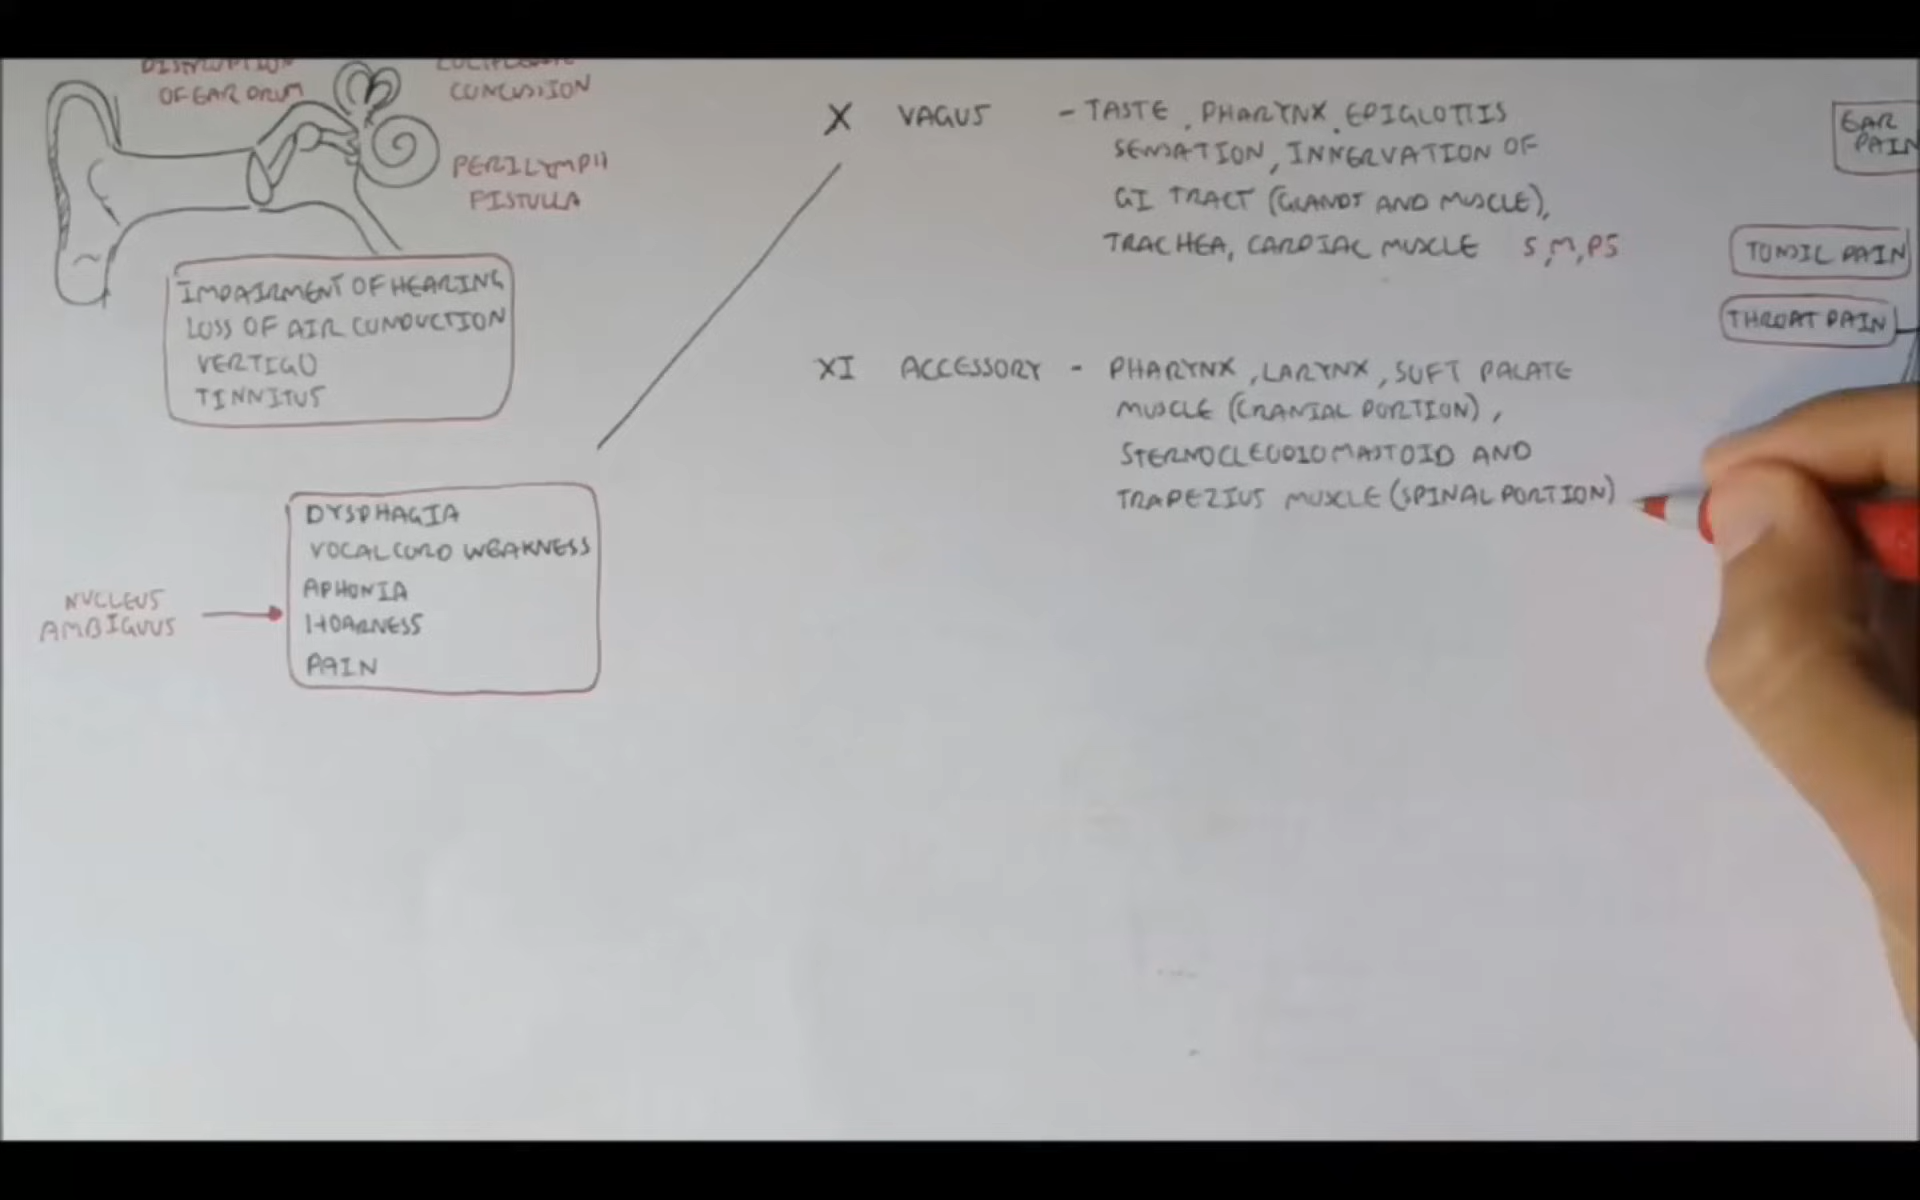 OF EAR DRUM
CONCUSSION
PERILYMPH
FISTULLA
IMPAIRMENT OF HEARING
LOSS OF AIR CONDUCTION
VERTIGO
TINNITUS
DYSPHAGIA
VOCAL CORD WEAKNESS
APHONIA
HOARNESS
PAIN
NUCLEUS
AMBIGUUS
X VAGUS - TASTE, PHARYNX, EPIGLOTTIS
SENSATION, INNERVATION OF
GI TRACT (GLANDS AND MUSCLE),
TRACHEA, CARDIAC MUSCLE S, M, PS
XI ACCESSORY - PHARYNX, LARYNX, SOFT PALATE
MUSCLE (CRANIAL PORTION),
STERNOCLEODIOMASTOID AND
TRAPEZIUS MUSCLE (SPINAL PORTION)
EAR
PAIN
TONSIL PAIN
THROAT PAIN